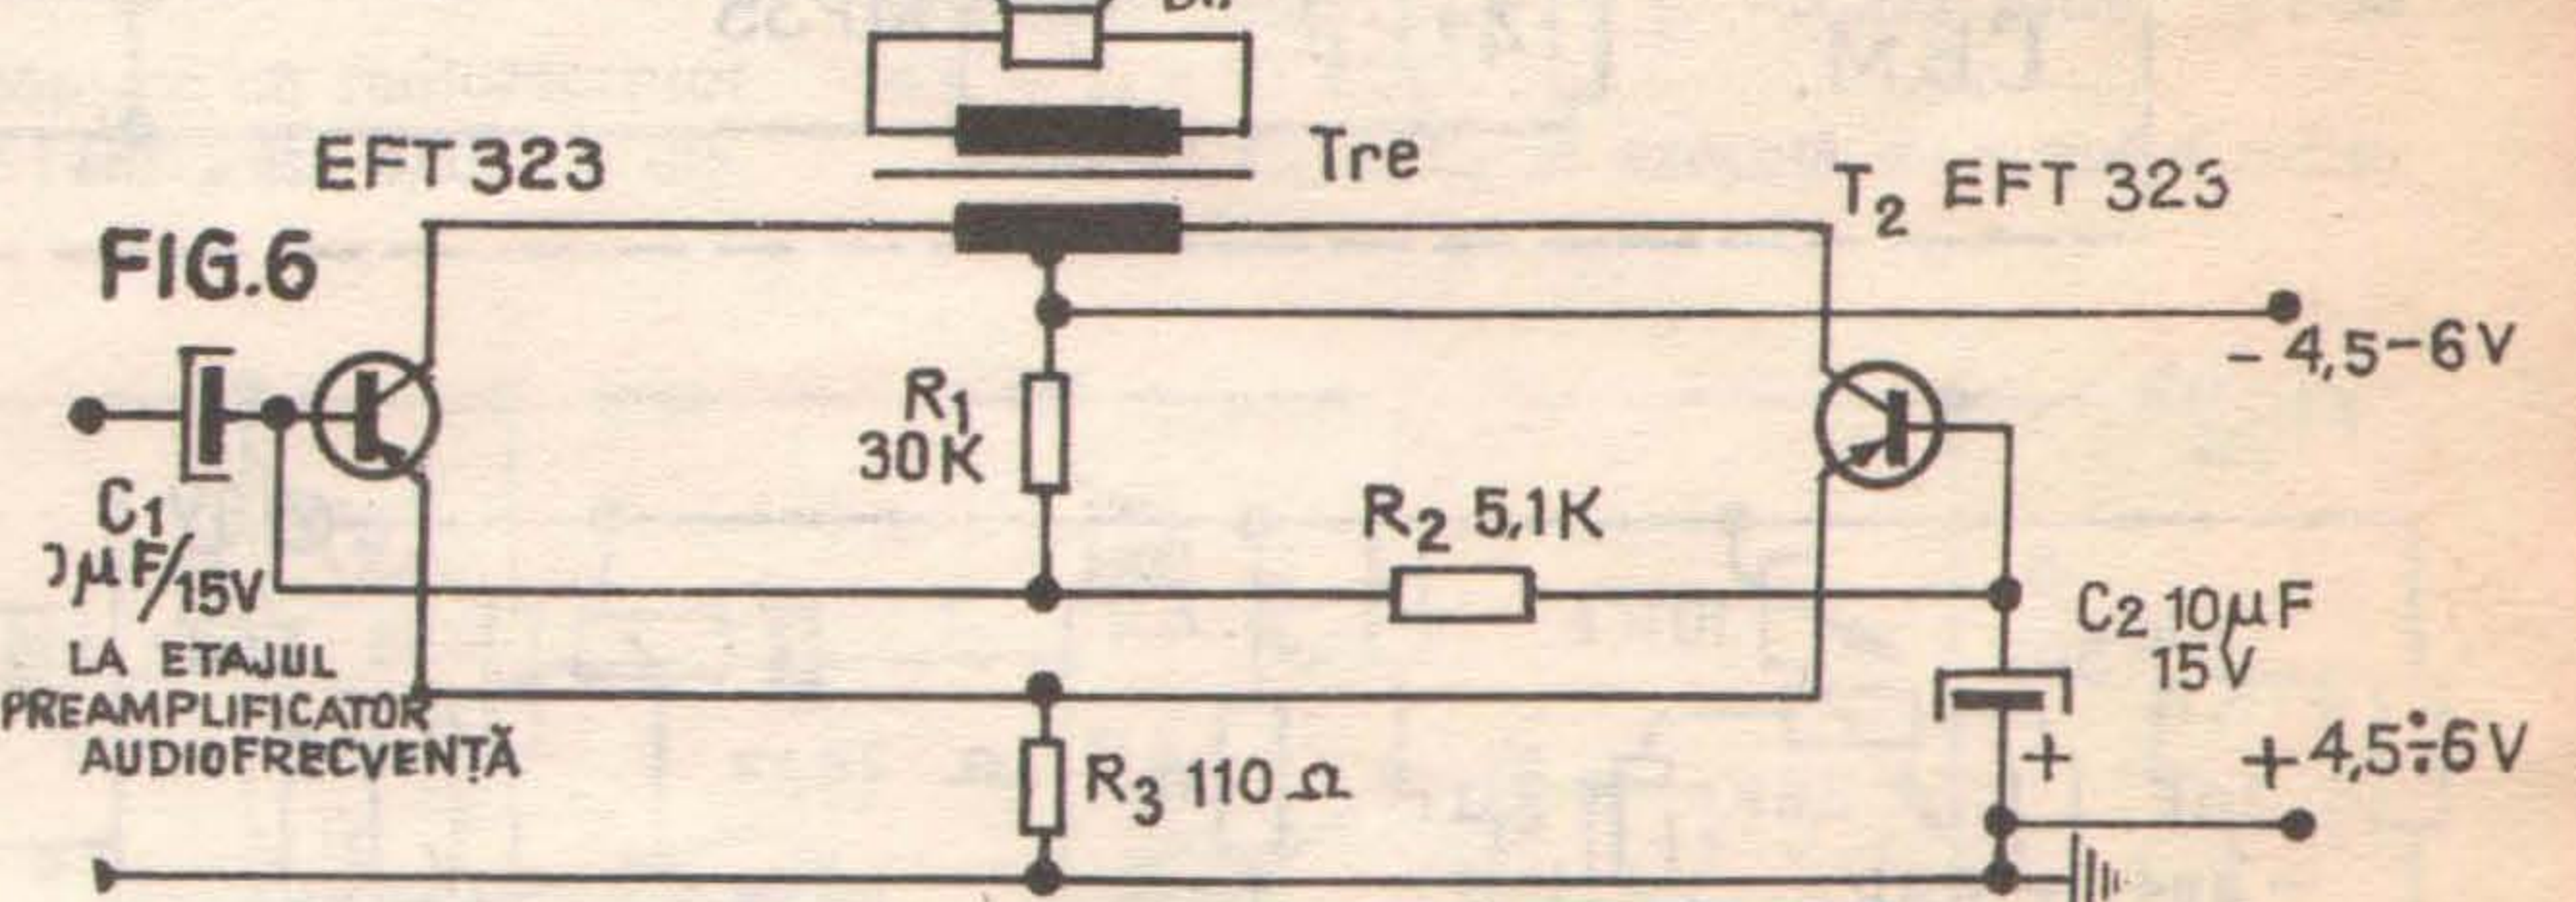 EFT 323
Tre
T2 EFT 323
FIG.6
- 4,5-6V
R1
30K
R2 5,1K
C1
µF/15V
C2 10µF
15V
LA ETAJUL
PREAMPLIFICATOR
AUDIOFRECVENȚĂ
R3 110 Ω
+
+ 4,5÷6V